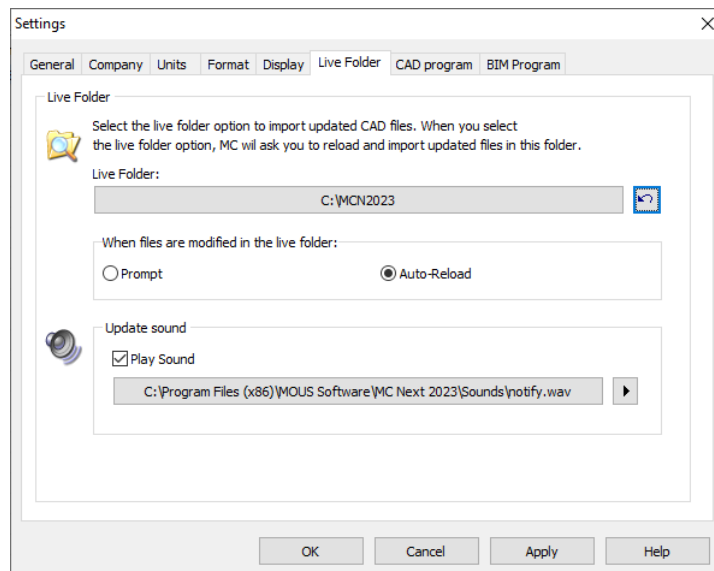 Settings
General Company Units Format Display Live Folder CAD program BIM Program
Live Folder
Select the live folder option to import updated CAD files. When you select
the live folder option, MC wil ask you to reload and import updated files in this folder.
Live Folder:
C:\MCN2023
When files are modified in the live folder:
Prompt Auto-Reload
Update sound
Play Sound
C:\Program Files (x86)\MOUS Software\MC Next 2023\Sounds\notify.wav
OK Cancel Apply Help